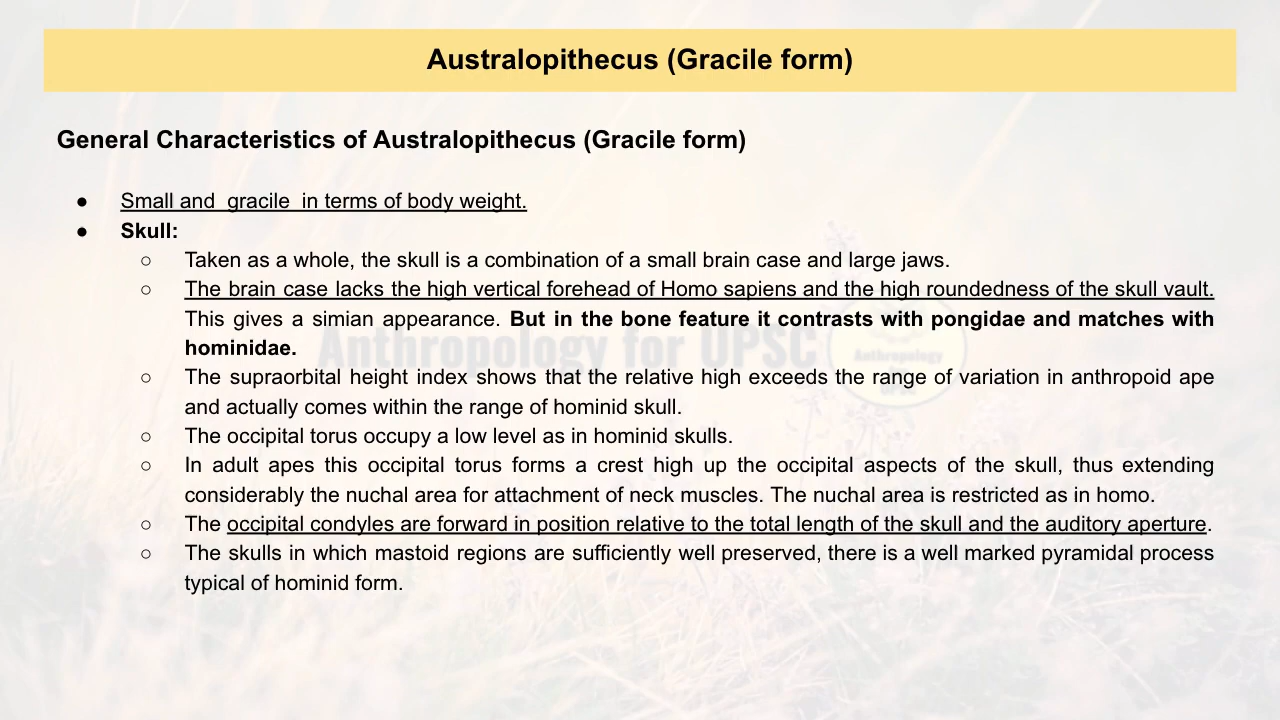 Australopithecus (Gracile form)
General Characteristics of Australopithecus (Gracile form)
● Small and gracile in terms of body weight.
● Skull:
○ Taken as a whole, the skull is a combination of a small brain case and large jaws.
○ The brain case lacks the high vertical forehead of Homo sapiens and the high roundedness of the skull vault.
This gives a simian appearance. But in the bone feature it contrasts with pongidae and matches with
hominidae.
○ The supraorbital height index shows that the relative high exceeds the range of variation in anthropoid ape
and actually comes within the range of hominid skull.
○ The occipital torus occupy a low level as in hominid skulls.
○ In adult apes this occipital torus forms a crest high up the occipital aspects of the skull, thus extending
considerably the nuchal area for attachment of neck muscles. The nuchal area is restricted as in homo.
○ The occipital condyles are forward in position relative to the total length of the skull and the auditory aperture.
○ The skulls in which mastoid regions are sufficiently well preserved, there is a well marked pyramidal process
typical of hominid form.
Anthropology for UPSC
Anthropology
for
UPSC